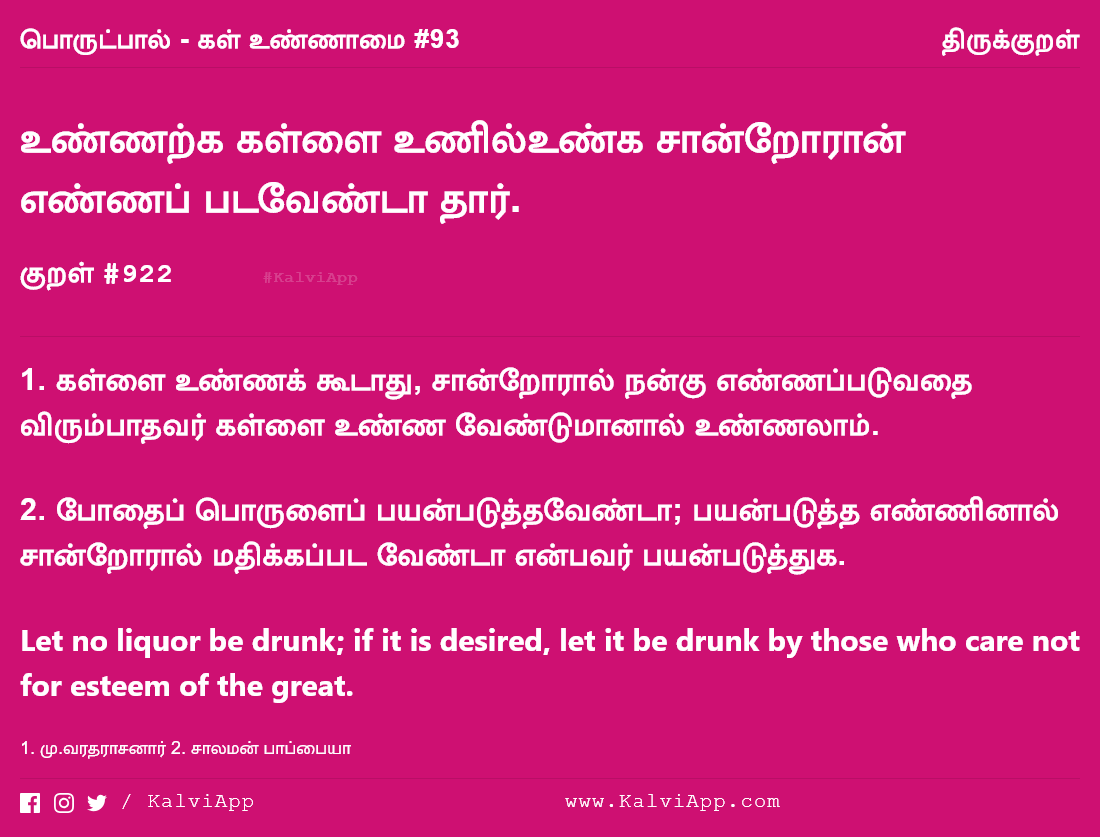 பொருட்பால் - கள் உண்ணாமை #93 திருக்குறள்
உண்ணற்க கள்ளை உணில்உண்க சான்றோரான்
எண்ணப் படவேண்டா தார்.
குறள் #922 #KalviApp
1. கள்ளை உண்ணக் கூடாது, சான்றோரால் நன்கு எண்ணப்படுவதை
விரும்பாதவர் கள்ளை உண்ண வேண்டுமானால் உண்ணலாம்.
2. போதைப் பொருளைப் பயன்படுத்தவேண்டா; பயன்படுத்த எண்ணினால்
சான்றோரால் மதிக்கப்பட வேண்டா என்பவர் பயன்படுத்துக.
Let no liquor be drunk; if it is desired, let it be drunk by those who care not
for esteem of the great.
1. மு.வரதராசனார் 2. சாலமன் பாப்பையா
/ KalviApp www.KalviApp.com